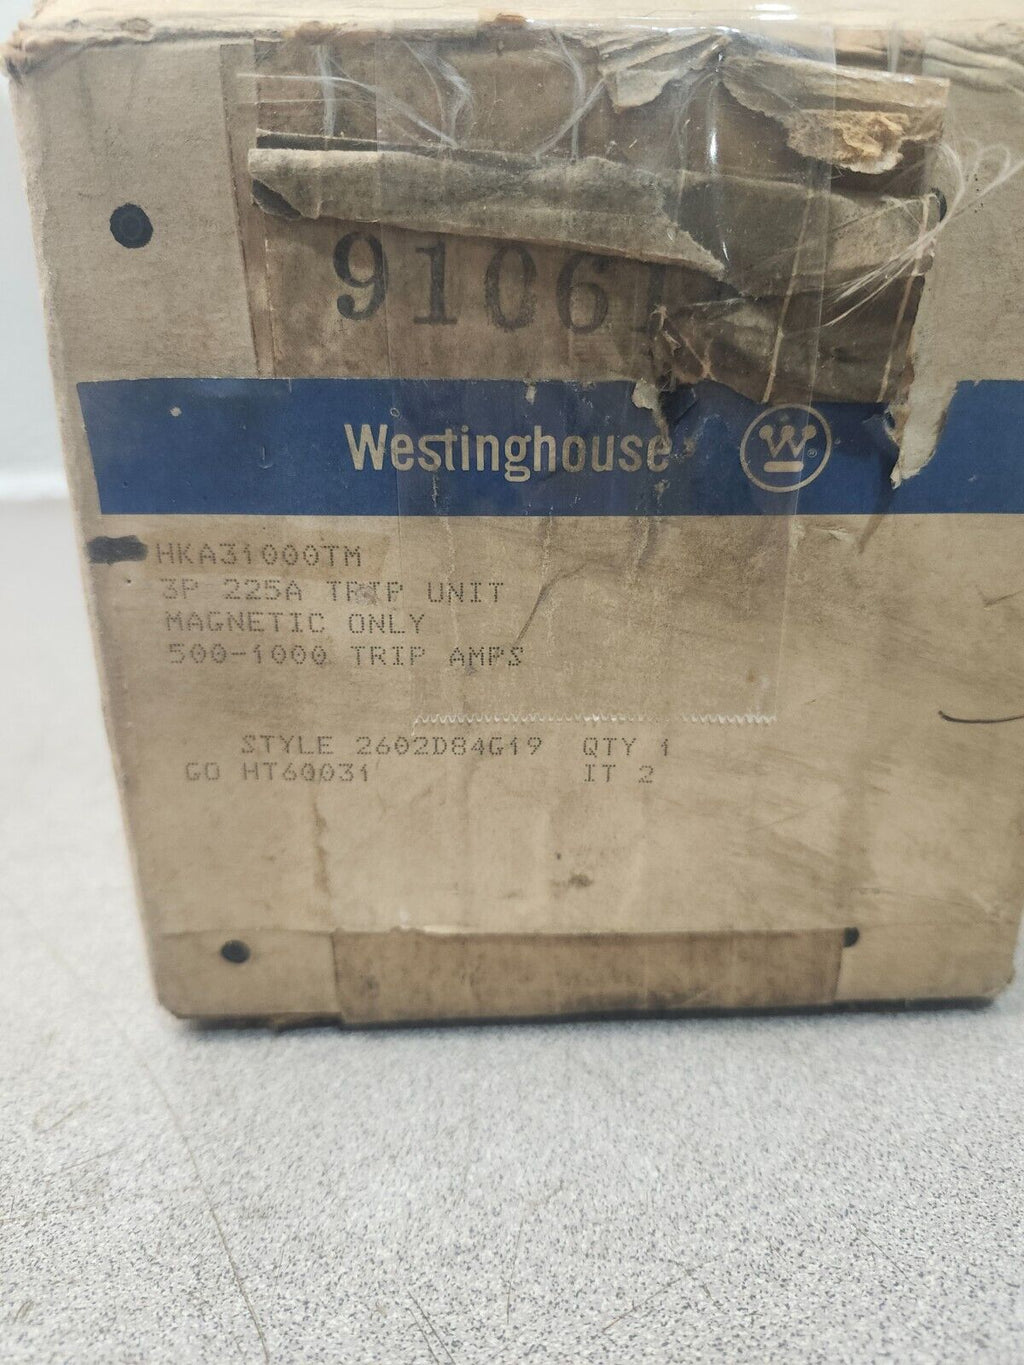 9106
Westinghouse W ®
HKA31000TM
3P 225A TRIP UNIT
MAGNETIC ONLY
500-1000 TRIP AMPS
STYLE 2602D84G19 QTY 1
GO HT60031 IT 2